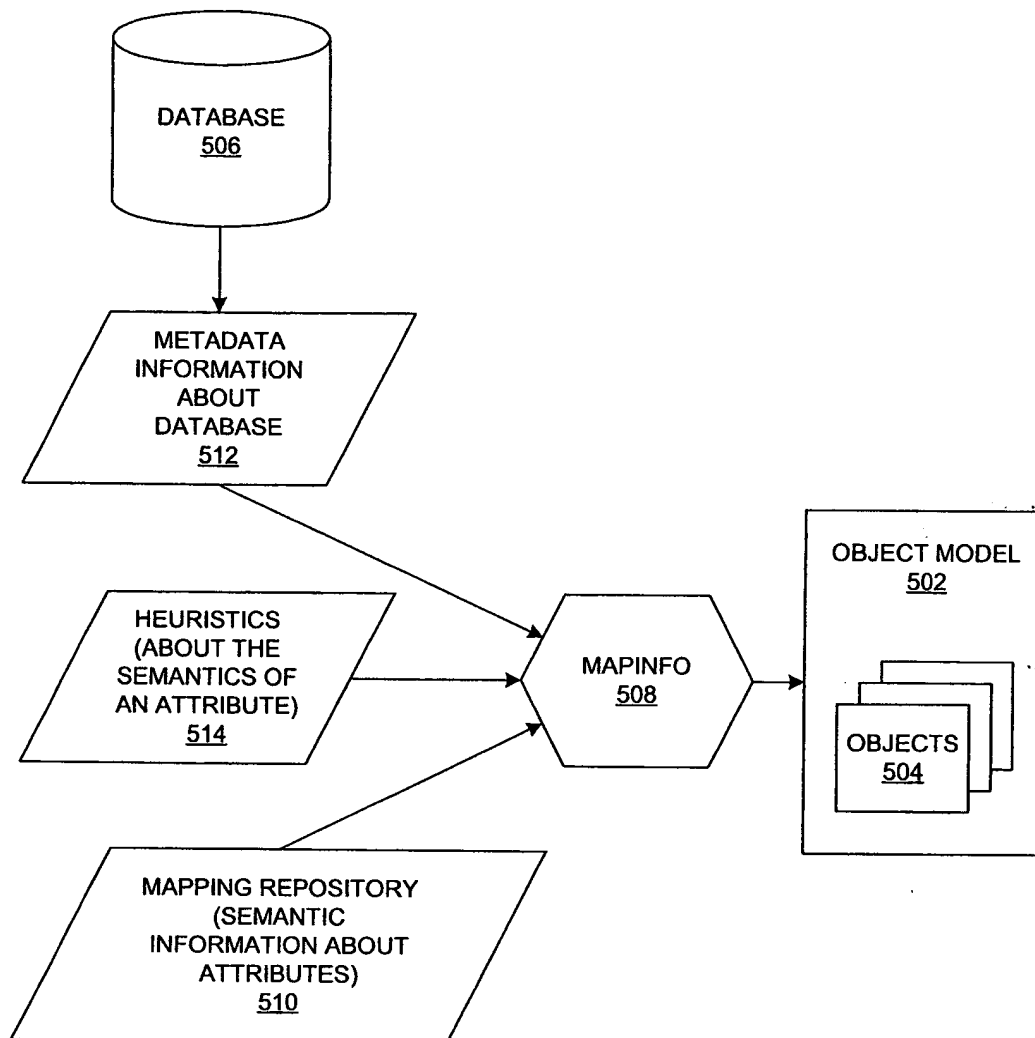 DATABASE
506
METADATA
INFORMATION
ABOUT
DATABASE
512
HEURISTICS
(ABOUT THE
SEMANTICS OF
AN ATTRIBUTE)
514
MAPPING REPOSITORY
(SEMANTIC
INFORMATION ABOUT
ATTRIBUTES)
510
MAPINFO
508
OBJECT MODEL
502
OBJECTS
504